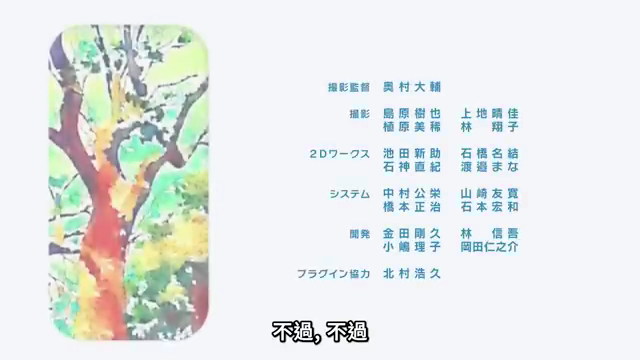 撮影監督 奥村大輔
撮影 島原樹也 上地晴佳
植原美稀 林 翔子
2Dワークス 池田新助 石橋名結
石神直紀 渡邉まな
システム 中村公栄 山﨑友寛
橋本正治 石本宏和
開発 金田剛久 林 信吾
小嶋理子 岡田仁之介
プラグイン協力 北村浩久
不過, 不過